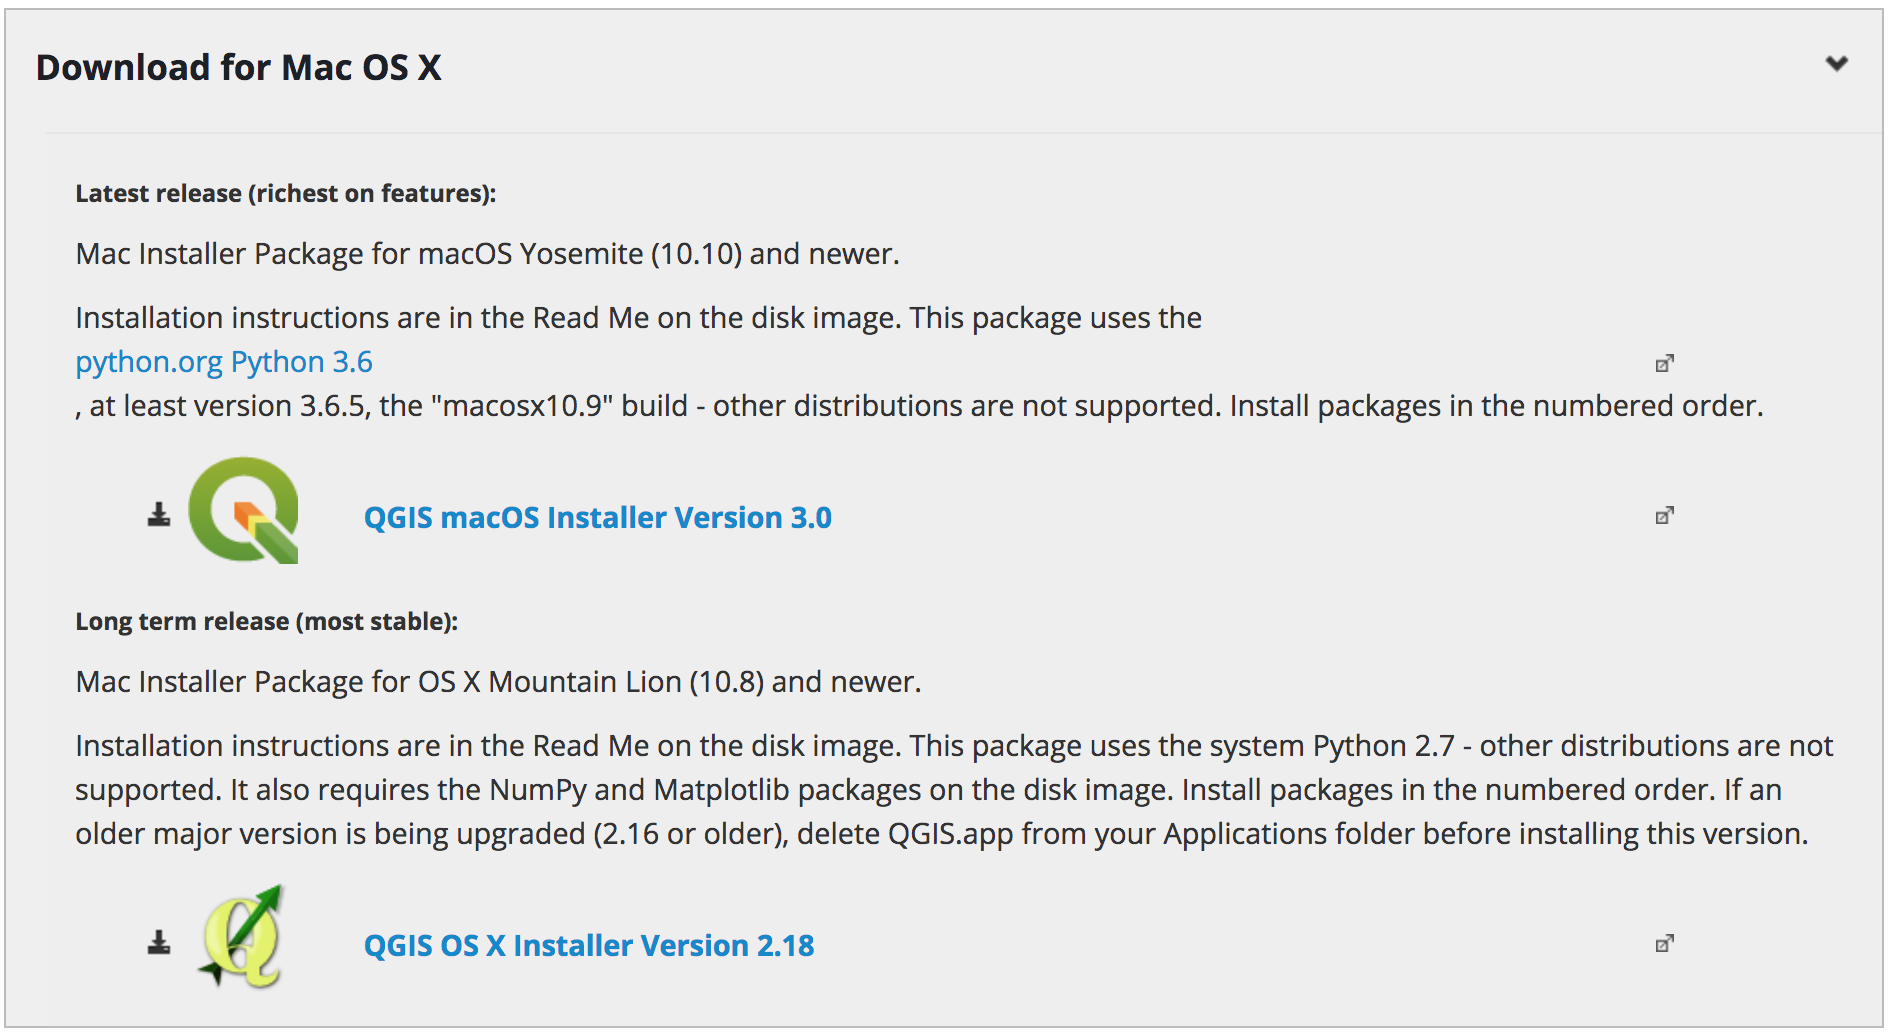 Download for Mac OS X
Latest release (richest on features):
Mac Installer Package for macOS Yosemite (10.10) and newer.
Installation instructions are in the Read Me on the disk image. This package uses the
python.org Python 3.6
, at least version 3.6.5, the "macosx10.9" build - other distributions are not supported. Install packages in the numbered order.
QGIS macOS Installer Version 3.0
Long term release (most stable):
Mac Installer Package for OS X Mountain Lion (10.8) and newer.
Installation instructions are in the Read Me on the disk image. This package uses the system Python 2.7 - other distributions are not
supported. It also requires the NumPy and Matplotlib packages on the disk image. Install packages in the numbered order. If an
older major version is being upgraded (2.16 or older), delete QGIS.app from your Applications folder before installing this version.
QGIS OS X Installer Version 2.18